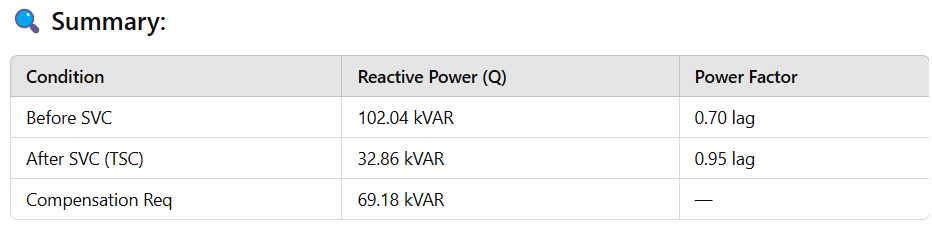 Summary:
Condition Reactive Power (Q) Power Factor
Before SVC 102.04 kVAR 0.70 lag
After SVC (TSC) 32.86 kVAR 0.95 lag
Compensation Req 69.18 kVAR —